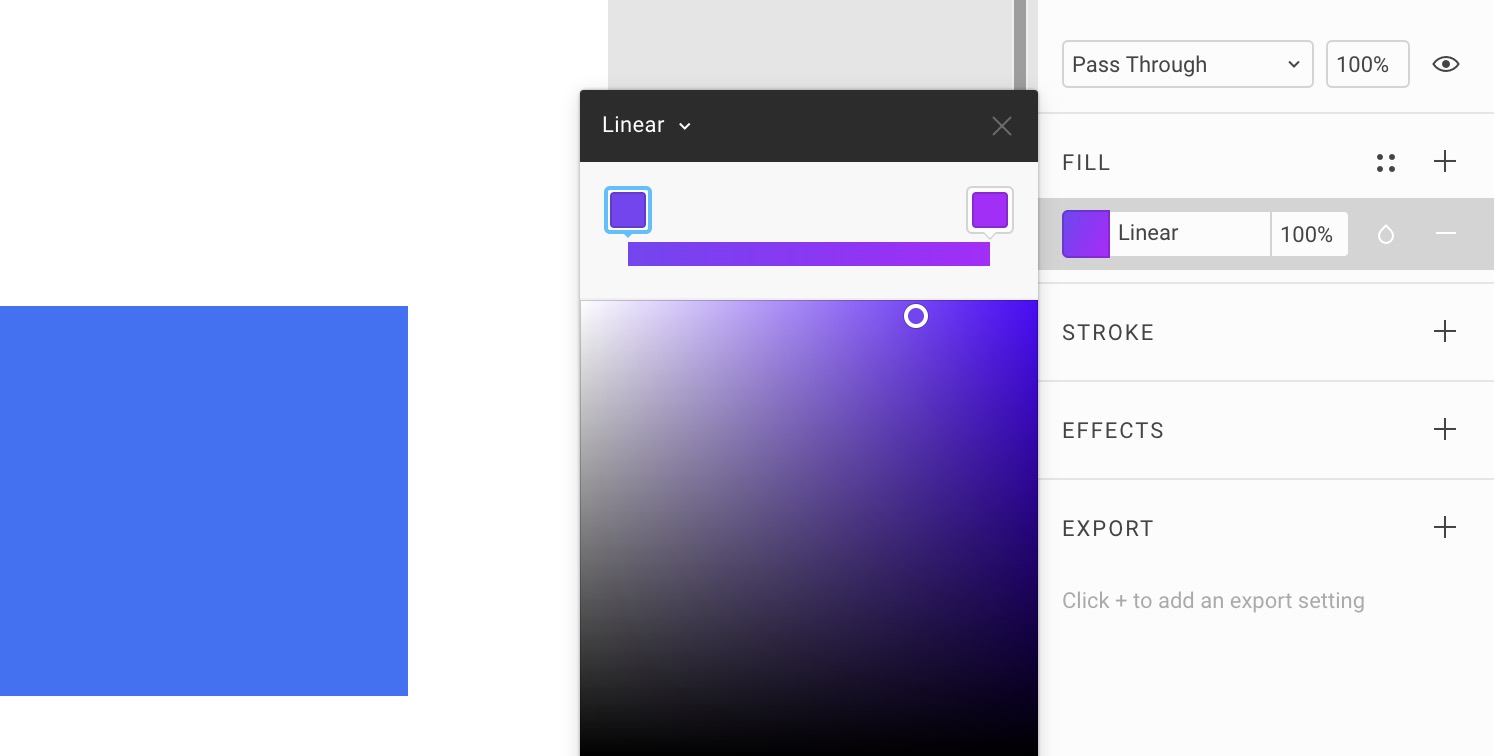 Pass Through
100%
Linear
FILL
Linear
100%
STROKE
EFFECTS
EXPORT
Click + to add an export setting